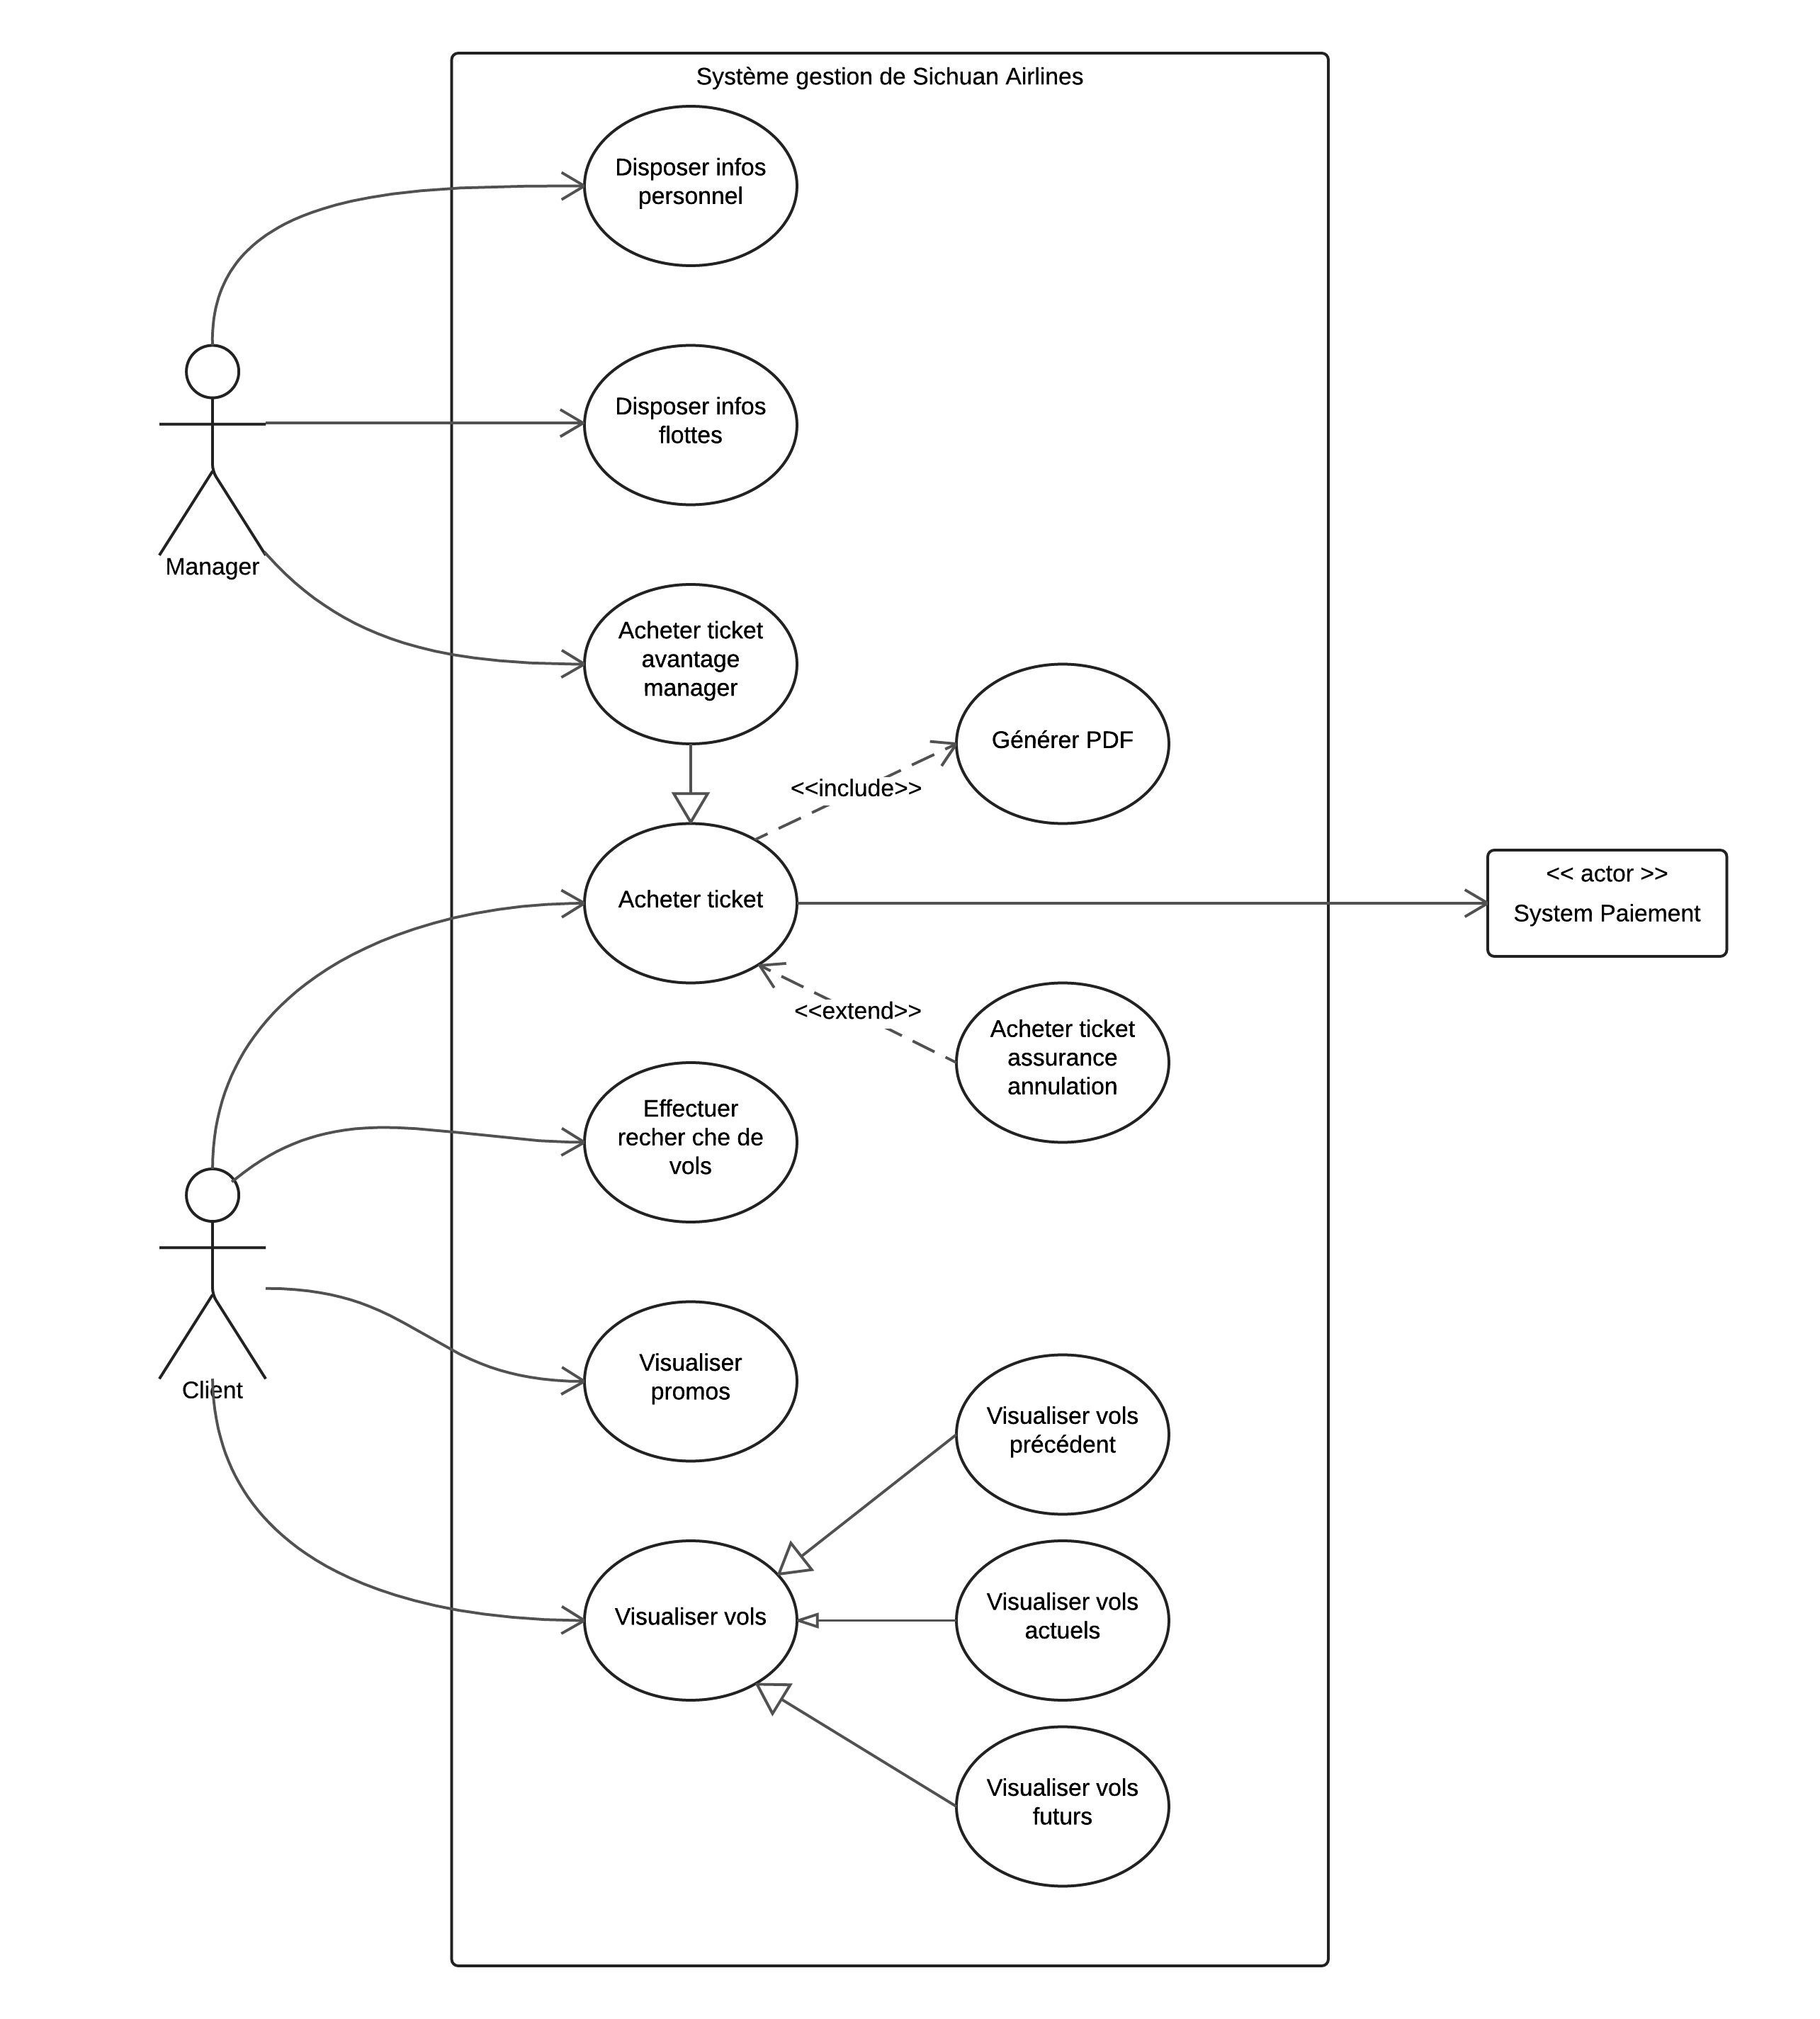 Système gestion de Sichuan Airlines
Disposer infos
personnel
Disposer infos
flottes
Manager
Acheter ticket
avantage
manager
Générer PDF
<<include>>
Acheter ticket
<< actor >>
System Paiement
<<extend>>
Acheter ticket
assurance
annulation
Effectuer
recher che de
vols
Visualiser
promos
Client
Visualiser vols
précédent
Visualiser vols
Visualiser vols
actuels
Visualiser vols
futurs